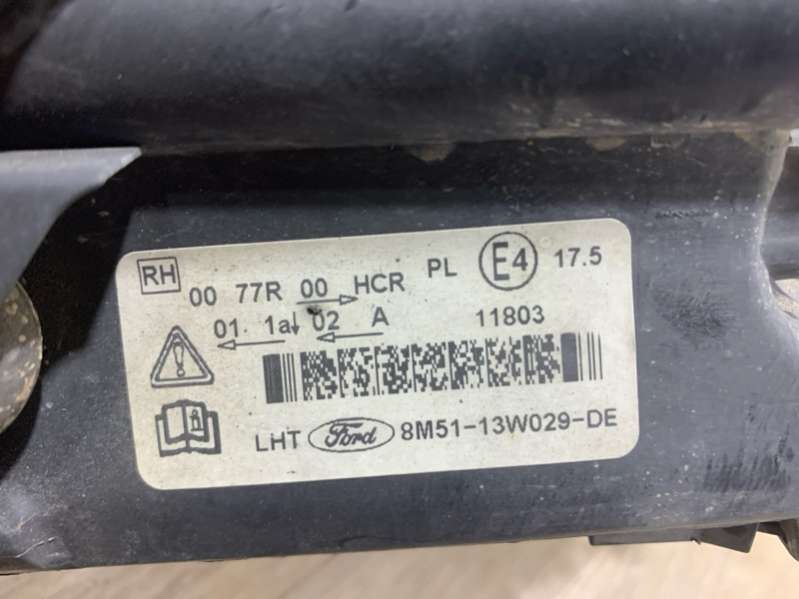 RH 00 77R 00 HCR PL E4 17.5
01. 1a 02 A 11803
LHT Ford 8M51-13W029-DE